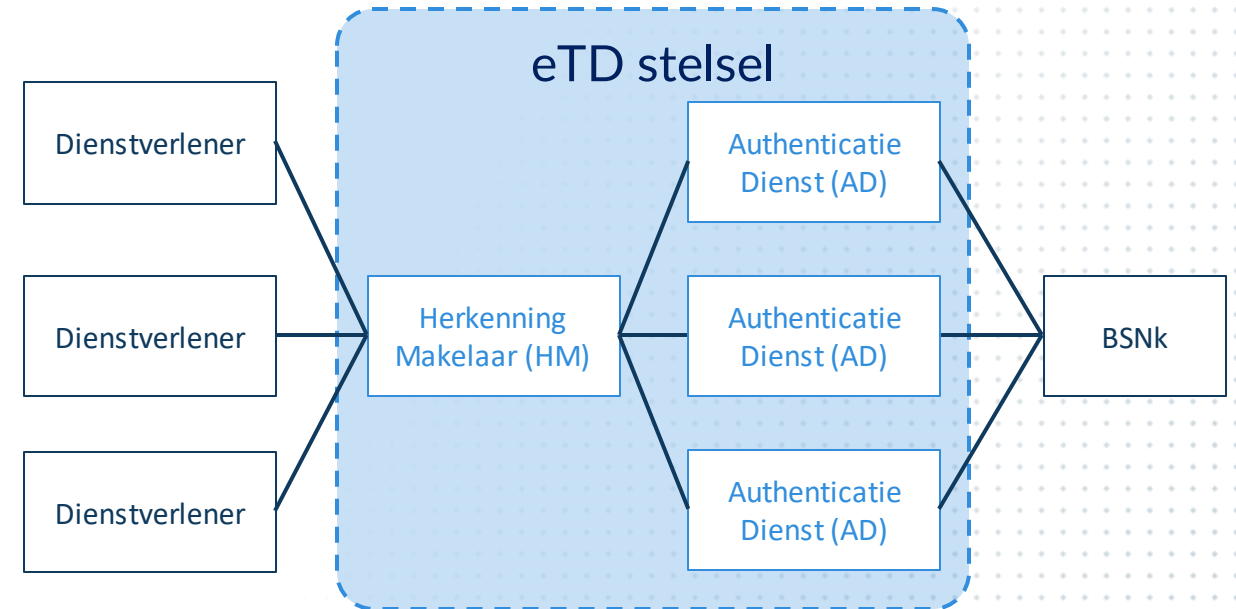 eTD stelsel
Dienstverlener
Dienstverlener
Dienstverlener
Herkenning
Makelaar (HM)
Authenticatie
Dienst (AD)
Authenticatie
Dienst (AD)
Authenticatie
Dienst (AD)
BSNk